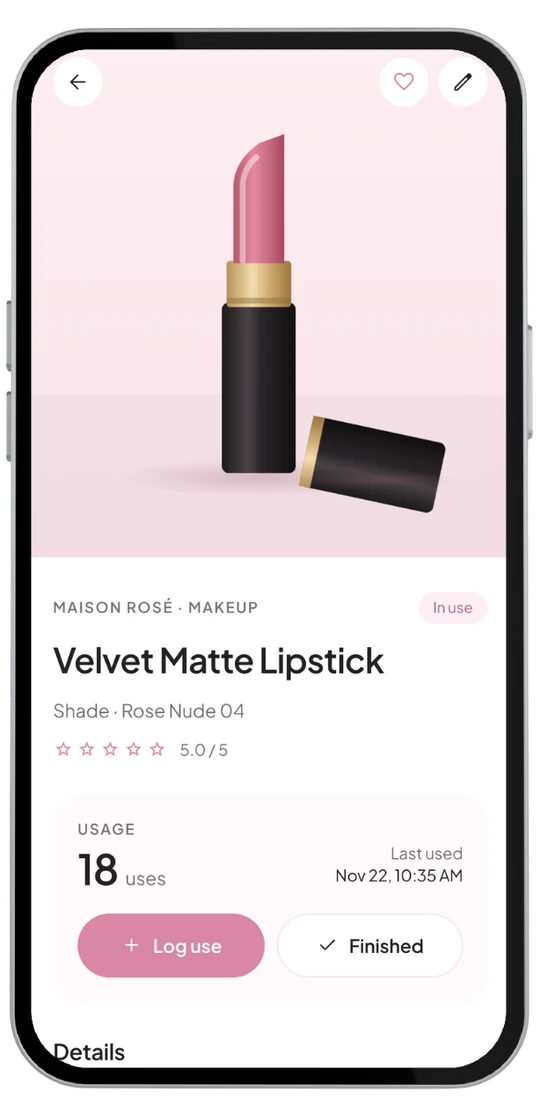 MAISON ROSÉ · MAKEUP
In use
Velvet Matte Lipstick
Shade · Rose Nude 04
5.0 / 5
USAGE
18 uses
Last used
Nov 22, 10:35 AM
+ Log use
Finished
Details